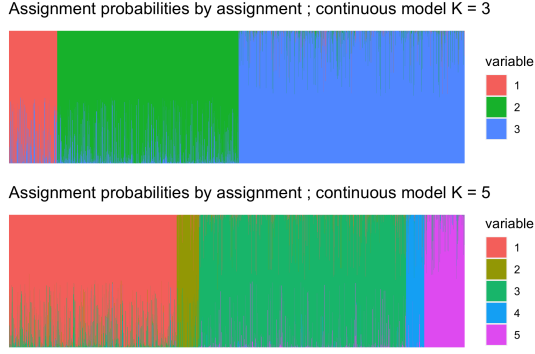 Assignment probabilities by assignment ; continuous model K = 3
variable
1
2
3
Assignment probabilities by assignment ; continuous model K = 5
variable
1
2
3
4
5